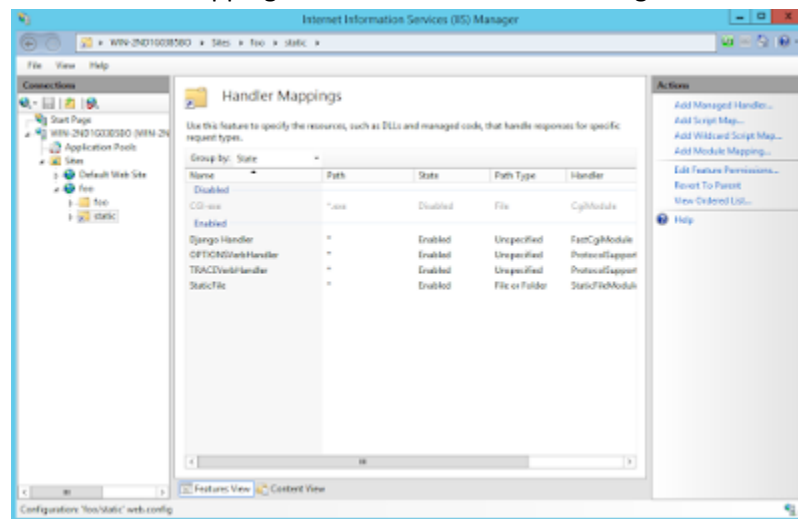 Internet Information Services (IIS) Manager
Sites ▸ foo ▸ static ▸
File View Help
Connections
Start Page
Application Pools
Sites
Default Web Site
foo
foo
static
Handler Mappings
Use this feature to specify the resources, such as DLLs and managed code, that handle responses for specific
request types.
Group by: State
Name Path State Path Type Handler
Disabled
CGI-exe *.exe Disabled File CgiModule
Enabled
Django Handler * Enabled Unspecified FastCgiModule
OPTIONSVerbHandler * Enabled Unspecified ProtocolSupport
TRACEVerbHandler * Enabled Unspecified ProtocolSupport
StaticFile * Enabled File or Folder StaticFileModule
Features View Content View
Configuration: 'foo/static' web.config
Actions
Add Managed Handler...
Add Script Map...
Add Wildcard Script Map...
Add Module Mapping...
Edit Feature Permissions...
Revert To Parent
View Ordered List...
Help